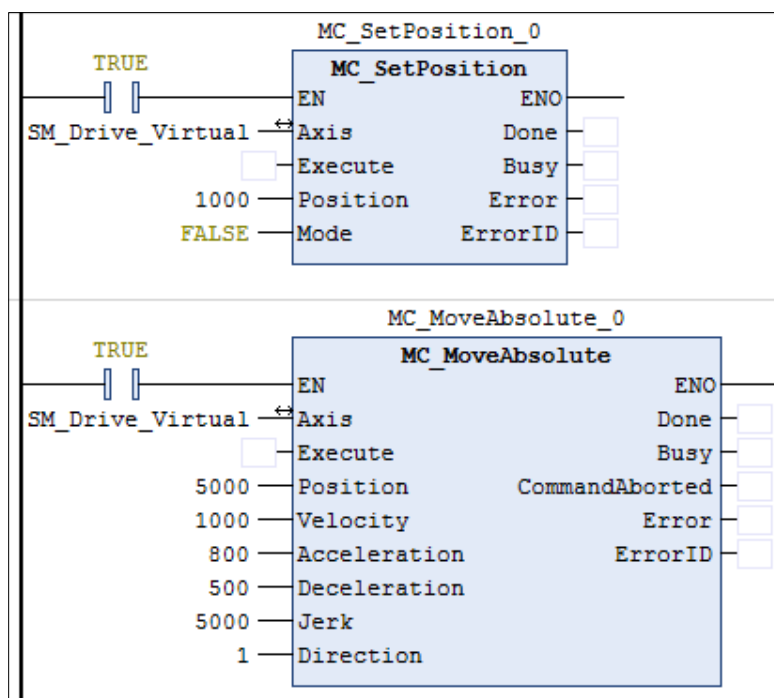 MC_SetPosition_0
TRUE
MC_SetPosition
EN ENO
SM_Drive_Virtual Axis Done
Execute Busy
1000 Position Error
FALSE Mode ErrorID
MC_MoveAbsolute_0
TRUE
MC_MoveAbsolute
EN ENO
SM_Drive_Virtual Axis Done
Execute Busy
5000 Position CommandAborted
1000 Velocity Error
800 Acceleration ErrorID
500 Deceleration
5000 Jerk
1 Direction